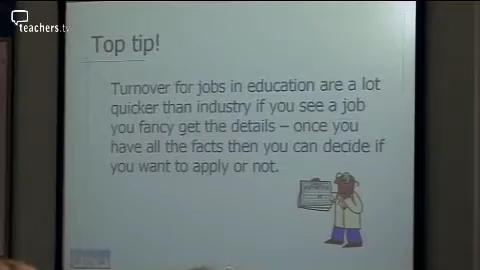 teachers.tv
Top tip!
Turnover for jobs in education are a lot
quicker than industry if you see a job
you fancy get the details – once you
have all the facts then you can decide if
you want to apply or not.